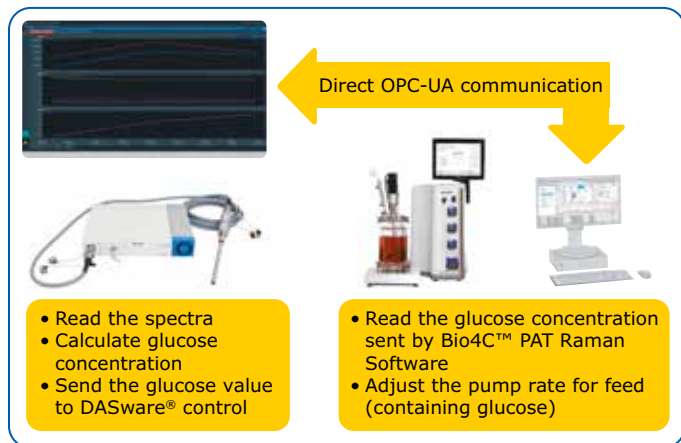 Direct OPC-UA communication
• Read the spectra
• Calculate glucose
concentration
• Send the glucose value
to DASware® control
• Read the glucose concentration
sent by Bio4C™ PAT Raman
Software
• Adjust the pump rate for feed
(containing glucose)